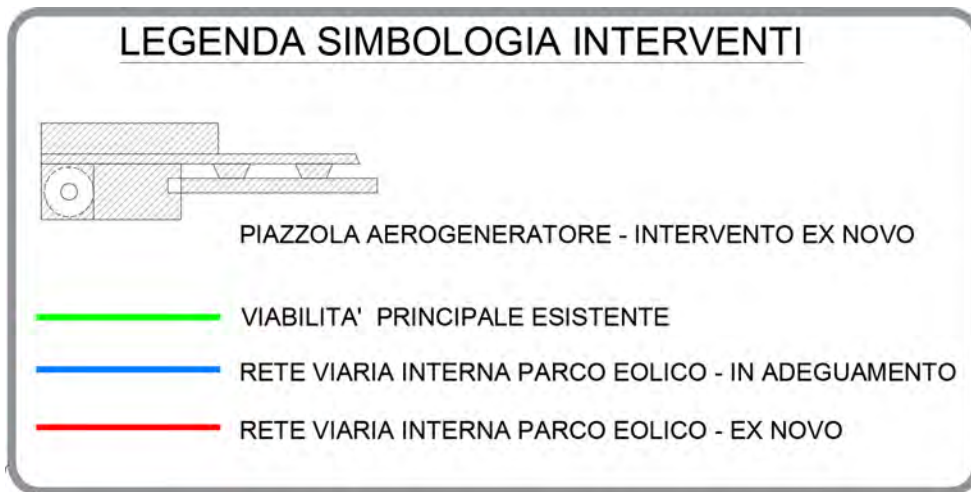 LEGENDA SIMBOLOGIA INTERVENTI
PIAZZOLA AEROGENERATORE - INTERVENTO EX NOVO
VIABILITA' PRINCIPALE ESISTENTE
RETE VIARIA INTERNA PARCO EOLICO - IN ADEGUAMENTO
RETE VIARIA INTERNA PARCO EOLICO - EX NOVO